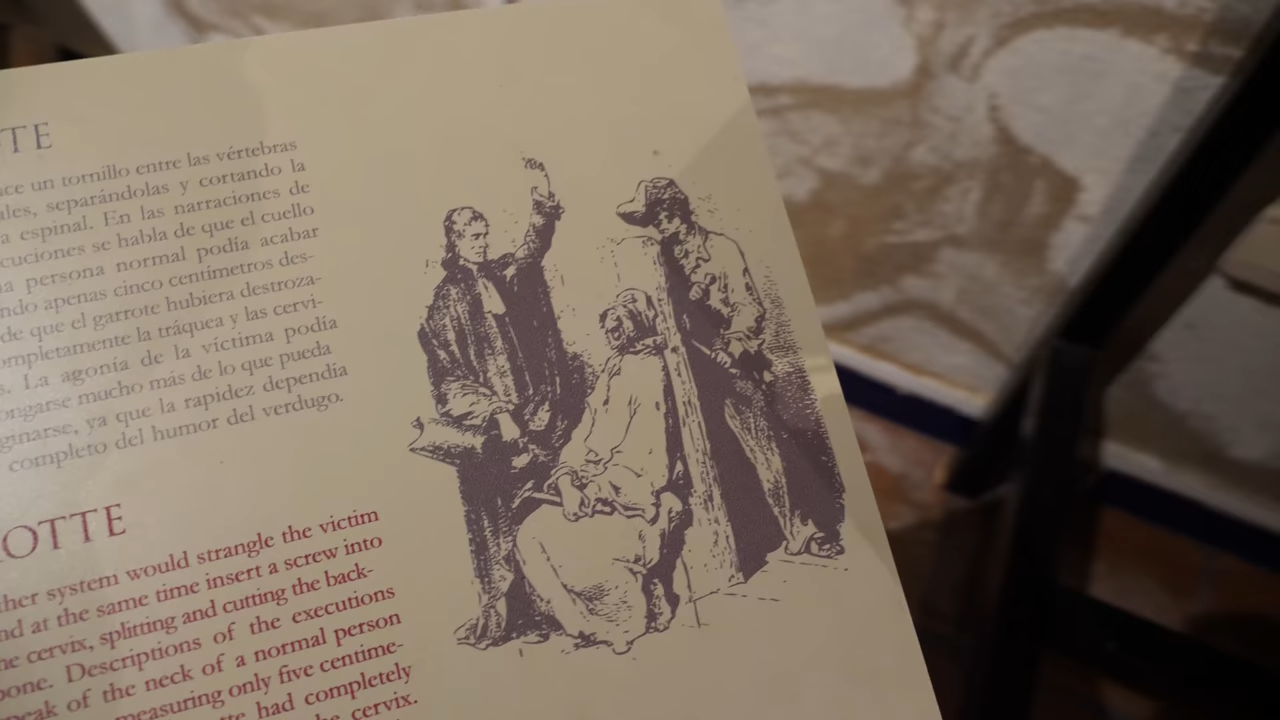 TE
ce un tornillo entre las vértebras
ales, separándolas y cortando la
a espinal. En las narraciones de
cuciones se habla de que el cuello
a persona normal podía acabar
ndo apenas cinco centímetros des-
de que el garrote hubiera destroza-
ompletamente la tráquea y las cervi-
s. La agonía de la víctima podía
ongarse mucho más de lo que pueda
ginarse, ya que la rapidez dependía
completo del humor del verdugo.
OTTE
ther system would strangle the victim
nd at the same time insert a screw into
he cervix, splitting and cutting the back-
bone. Descriptions of the executions
peak of the neck of a normal person
measuring only five centime-
had completely
cervix.